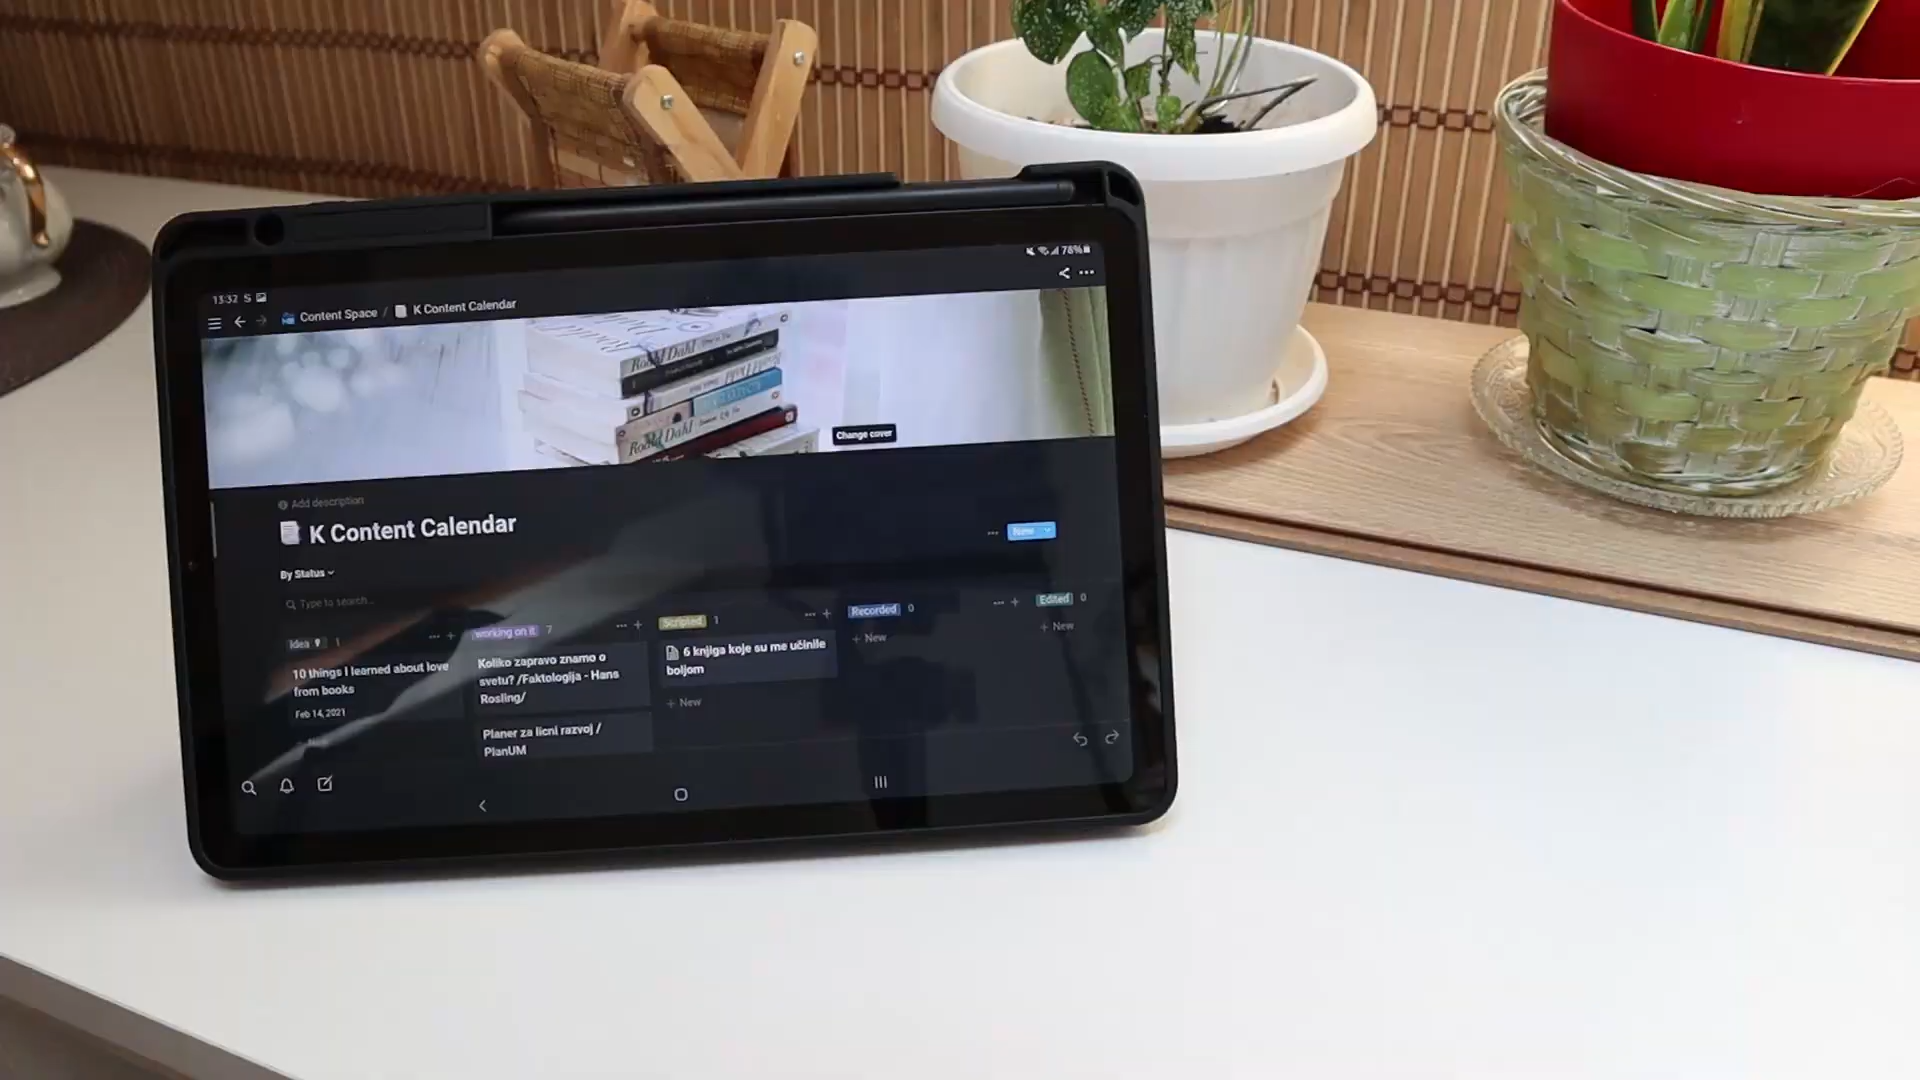 13:32 S
78%
Content Space / K Content Calendar
Roald Dahl
Roald Dahl
Change cover
Add description
K Content Calendar
New
By Status
Type to search...
Idea 1
working on it 7
Scripted 1
Recorded 0
Edited 0
10 things I learned about love
from books
Feb 14, 2021
Koliko zapravo znamo o
svetu? /Faktologija - Hans
Rosling/
Planer za licni razvoj /
PlanUM
6 knjiga koje su me učinile
boljom
+ New
+ New
+ New